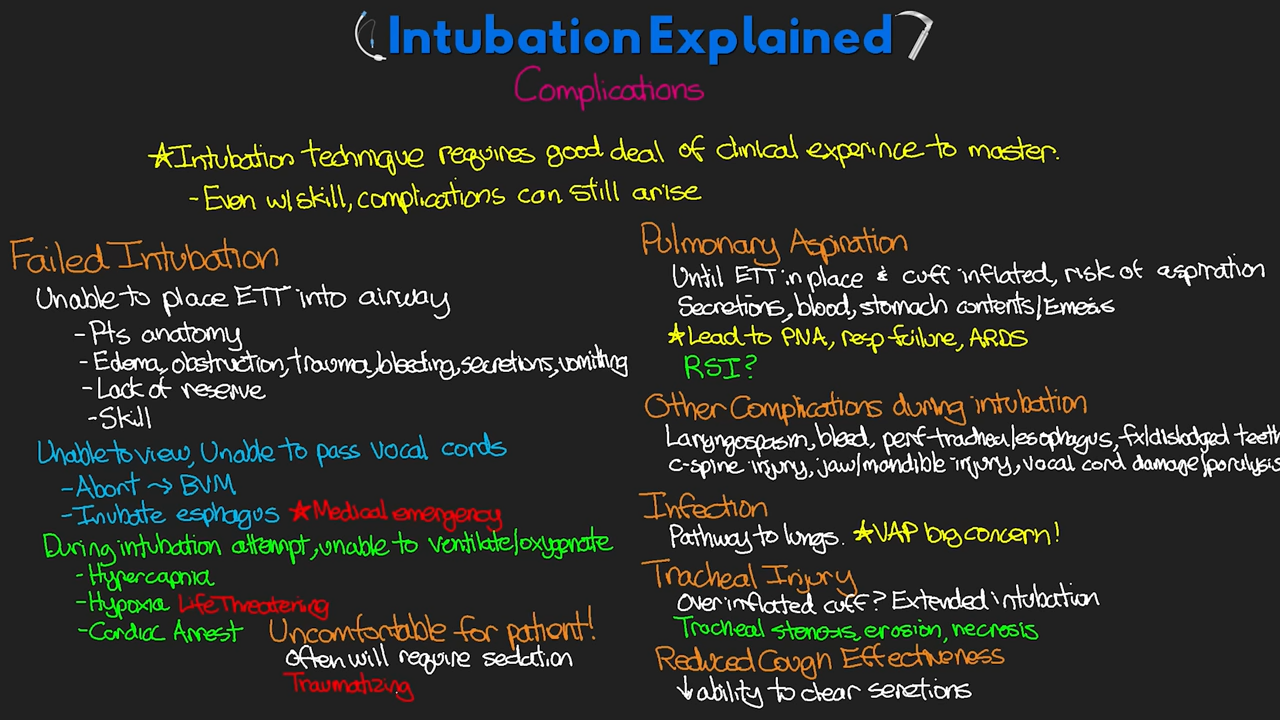 Intubation Explained
Complications
★Intubation technique requires good deal of clinical experince to master.
- Even w/skill, complications can still arise
Failed Intubation
Unable to place ETT into airway
- Pts anatomy
- Edema, obstruction, trauma, bleeding, secretions, vomiting
- Lack of reserve
- Skill
Unable to view, Unable to pass vocal cords
- Abort → BVM
- Inubate esphagus ★Medical emergency
During intubation attempt, unable to ventilate/oxygenate
- Hypercapnia
- Hypoxia Life Threatening
- Cardiac Arrest
Uncomfortable for patient!
Often will require sedation
Traumatizing
Pulmonary Aspiration
Until ETT in place & cuff inflated, risk of aspiration
Secretions, blood, stomach contents/Emesis
★Lead to PNA, resp failure, ARDS
RSI?
Other Complications during intubation
Laryngospasm, bleed, perf-trachea/esophagus, fx/dislodged teeth
c-spine injury, jaw/mandible injury, vocal cord damage/paralysis
Infection
Pathway to lungs. ★VAP big concern!
Tracheal Injury
Overinflated cuff? Extended intubation
Tracheal stenosis, erosion, necrosis
Reduced Cough Effectiveness
↓ ability to clear secretions